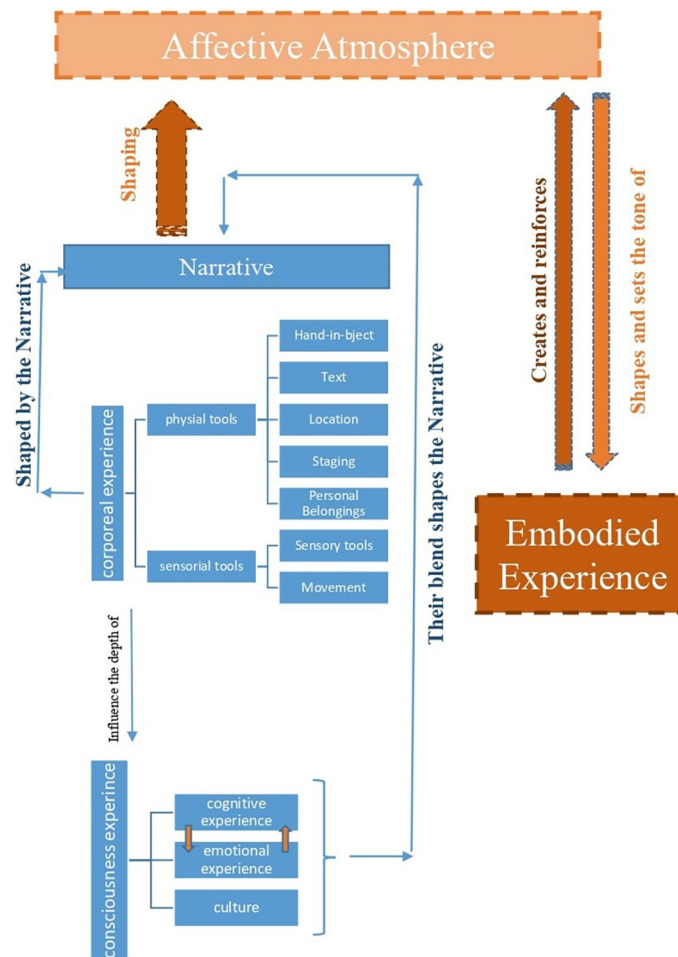 Affective Atmosphere
Shaping
Creates and reinforces
Shapes and sets the tone of
Narrative
Shaped by the Narrative
corporeal experience
physial tools
Hand-in-bject
Text
Location
Staging
Personal
Belongings
sensorial tools
Sensory tools
Movement
Their blend shapes the Narrative
Embodied
Experience
Influence the depth of
consciousness experince
cognitive
experience
emotional
experience
culture